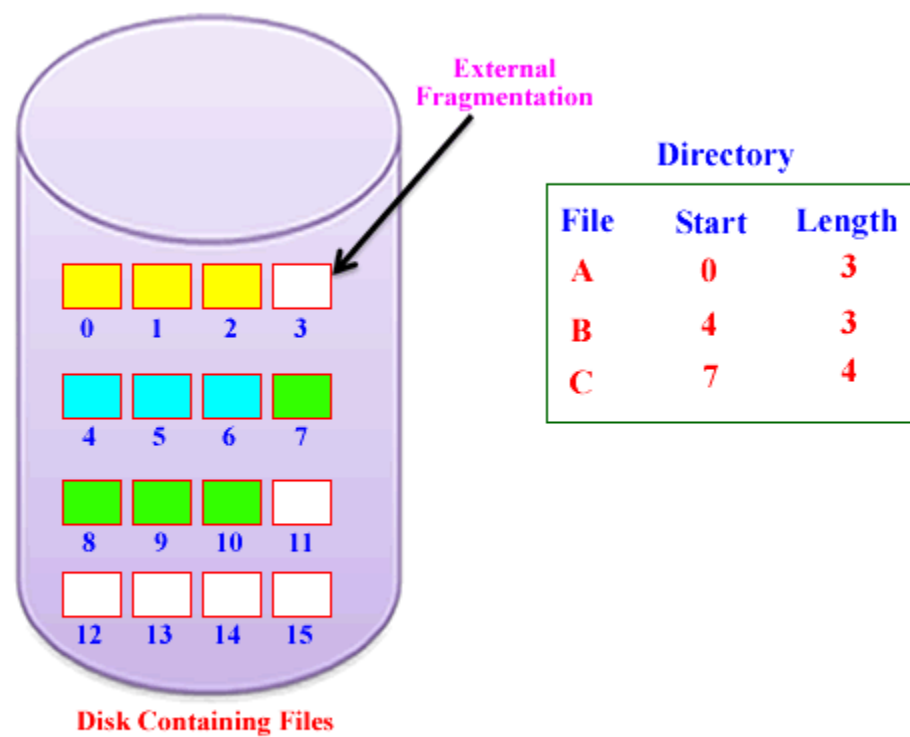 External
Fragmentation
Directory
File Start Length
A 0 3
B 4 3
C 7 4
0 1 2 3
4 5 6 7
8 9 10 11
12 13 14 15
Disk Containing Files